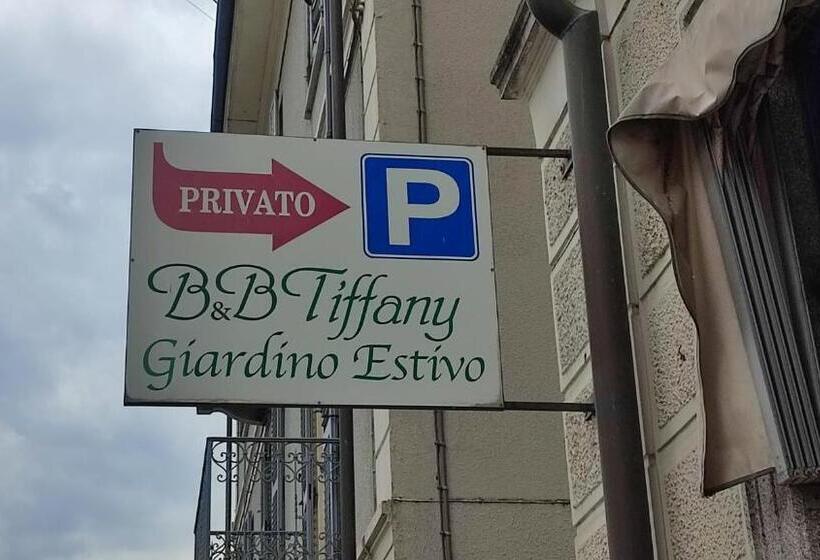 PRIVATO P
B&B Tiffany
Giardino Estivo